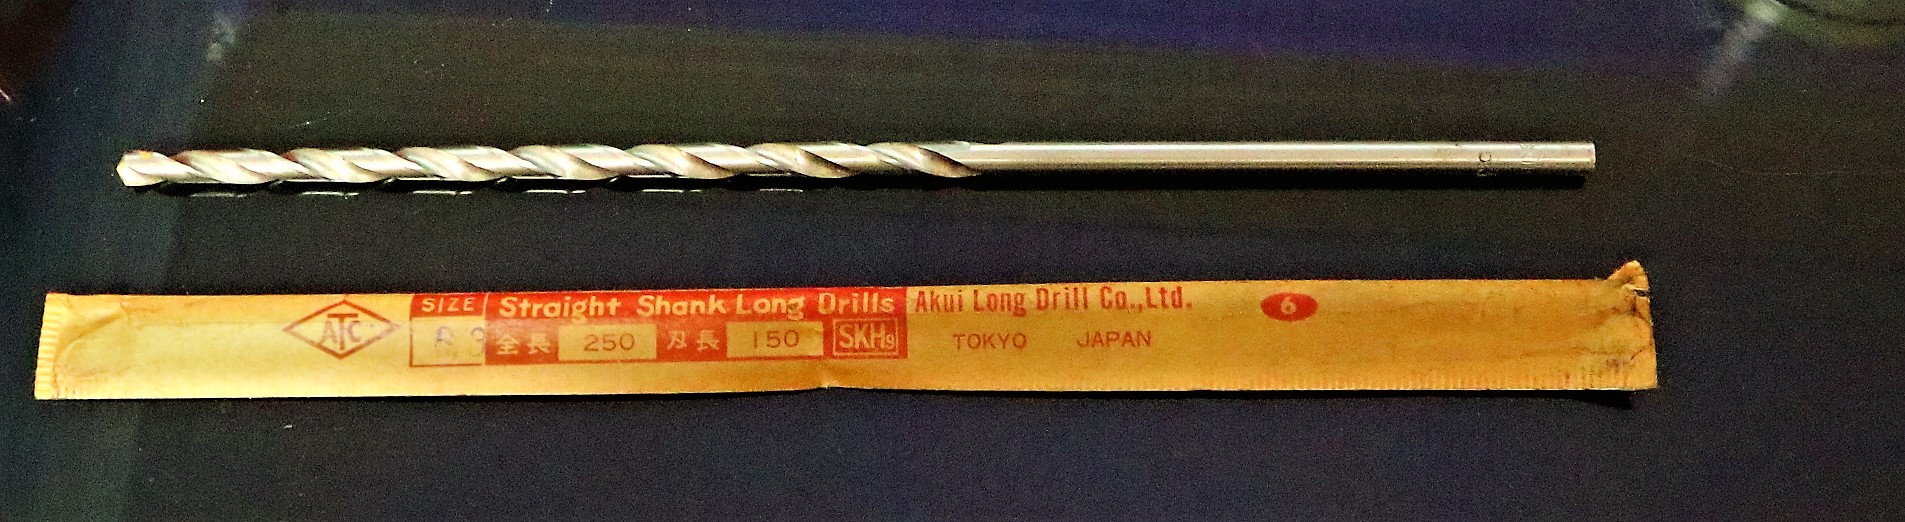 ATC
SIZE
Straight Shank Long Drills
全長 250 刃長 150 SKH9
Akui Long Drill Co.,Ltd.
TOKYO JAPAN
6